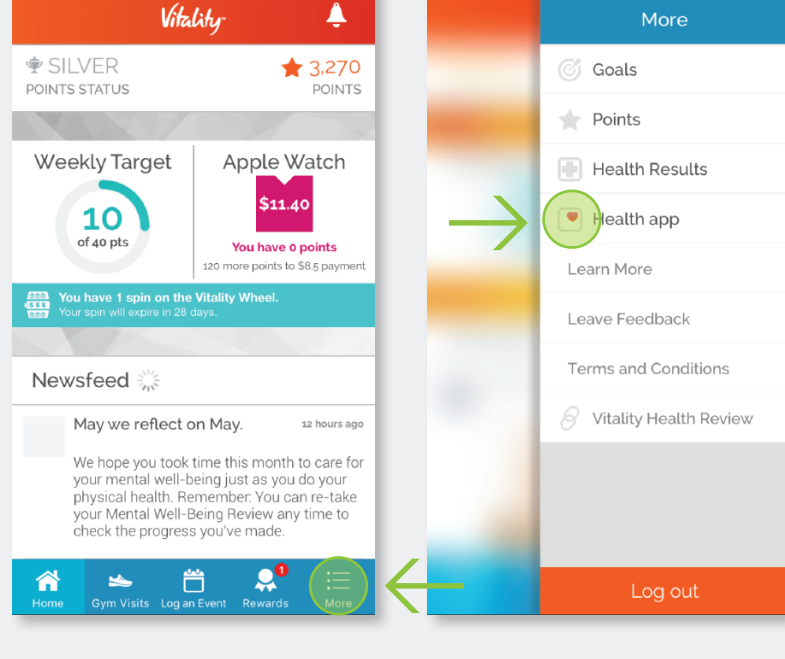 Vitality
SILVER
POINTS STATUS
3,270
POINTS
Weekly Target
10
of 40 pts
Apple Watch
$11.40
You have 0 points
120 more points to $8.5 payment
$$$
You have 1 spin on the Vitality Wheel.
Your spin will expire in 28 days.
Newsfeed
May we reflect on May.
12 hours ago
We hope you took time this month to care for
your mental well-being just as you do your
physical health. Remember: You can re-take
your Mental Well-Being Review any time to
check the progress you've made.
Home
Gym Visits
Log an Event
1
Rewards
More
More
Goals
Points
Health Results
Health app
Learn More
Leave Feedback
Terms and Conditions
Vitality Health Review
Log out